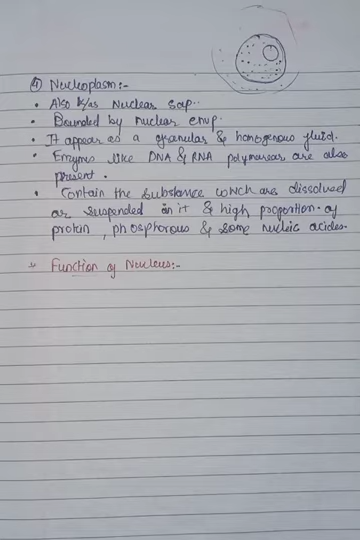 ④ Nucleoplasm:-
• Also k/as Nuclear sap..
• Bounded by nuclear envp.
• It appear as a granular & homogenous fluid.
• Enzymes like DNA & RNA polymerases are also
present.
• Contain the substance which are dissolved
or suspended in it & high proportion. of
protein, phosphorous & some nucleic acides.
* Function of Nucleus:-